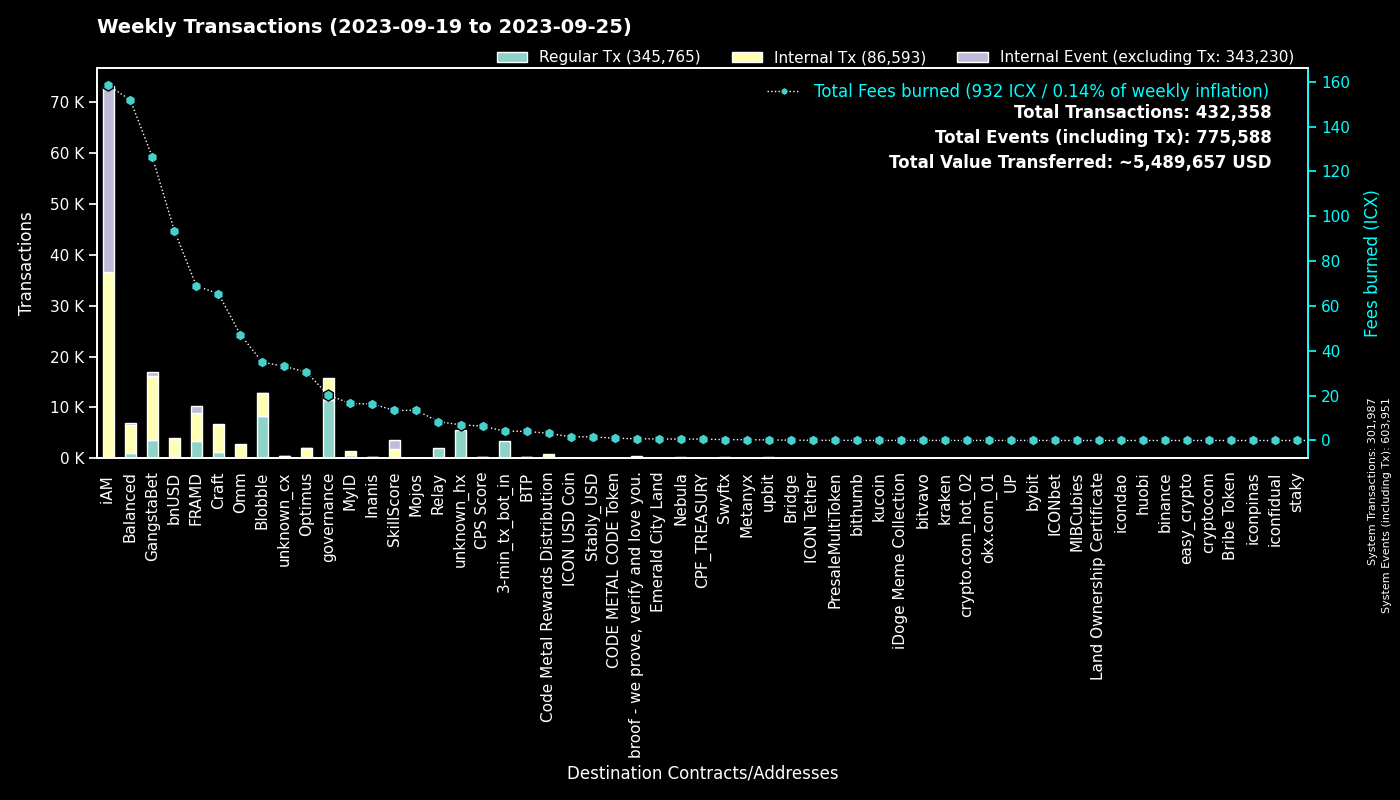 Weekly Transactions (2023-09-19 to 2023-09-25)
Regular Tx (345,765)
Internal Tx (86,593)
Internal Event (excluding Tx: 343,230)
Total Fees burned (932 ICX / 0.14% of weekly inflation)
Total Transactions: 432,358
Total Events (including Tx): 775,588
Total Value Transferred: ~5,489,657 USD
Transactions
70 K
60 K
50 K
40 K
30 K
20 K
10 K
0 K
160
140
120
100
80
60
40
20
0
Fees burned (ICX)
System Transactions: 301,987
System Events (including Tx): 603,951
iAM
Balanced
GangstaBet
bnUSD
FRAMD
Craft
Omm
Blobble
unknown_cx
Optimus
governance
MyID
Inanis
SkillScore
Mojos
Relay
unknown_hx
CPS Score
3-min_tx_bot_in
BTP
Code Metal Rewards Distribution
ICON USD Coin
Stably_USD
CODE METAL CODE Token
broof - we prove, verify and love you.
Emerald City Land
Nebula
CPF_TREASURY
Swyftx
Metanyx
upbit
Bridge
ICON Tether
PresaleMultiToken
bithumb
kucoin
iDoge Meme Collection
bitvavo
kraken
crypto.com_hot_02
okx.com_01
UP
bybit
ICONbet
MIBCubies
Land Ownership Certificate
icondao
huobi
binance
easy_crypto
cryptocom
Bribe Token
iconpinas
iconfidual
staky
Destination Contracts/Addresses